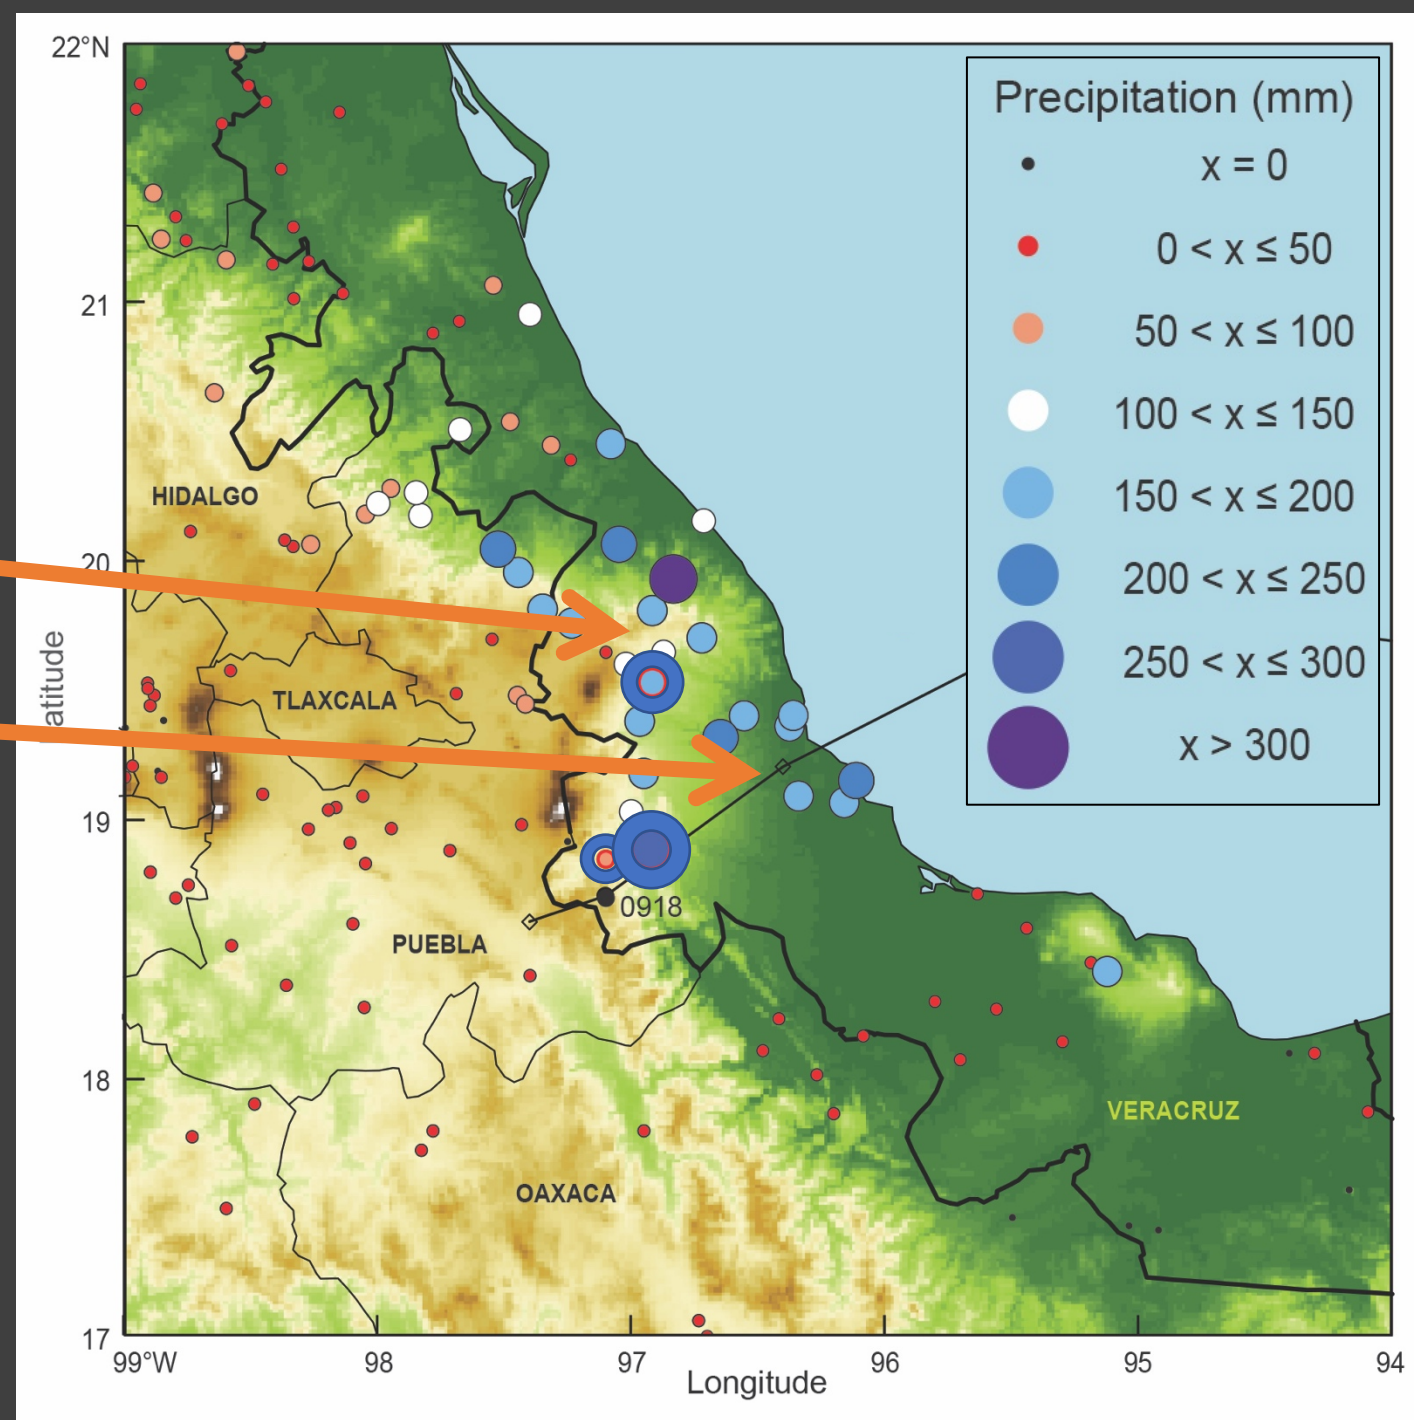 22°N
21
20
19
18
17
atitude
99°W
98
97
96
95
94
Longitude
Precipitation (mm)
x = 0
0 < x ≤ 50
50 < x ≤ 100
100 < x ≤ 150
150 < x ≤ 200
200 < x ≤ 250
250 < x ≤ 300
x > 300
HIDALGO
TLAXCALA
0918
PUEBLA
VERACRUZ
OAXACA